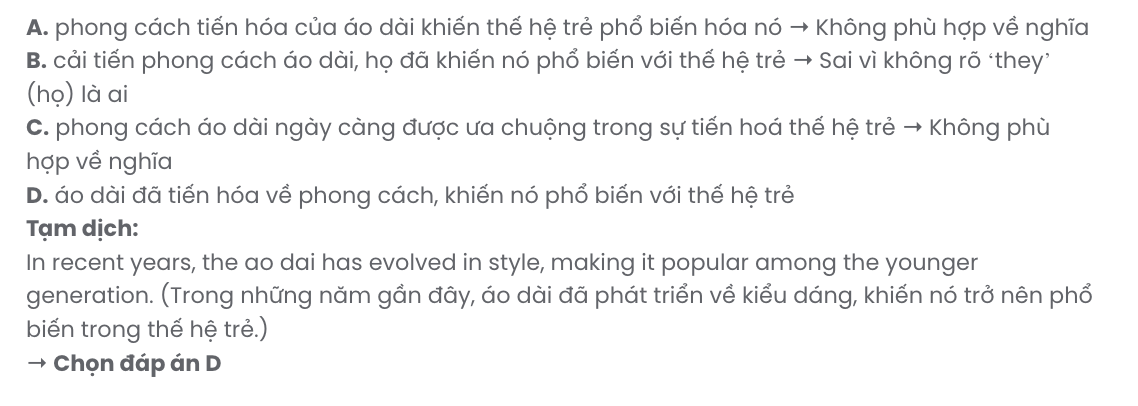 A. phong cách tiến hóa của áo dài khiến thế hệ trẻ phổ biến hóa nó → Không phù hợp về nghĩa
B. cải tiến phong cách áo dài, họ đã khiến nó phổ biến với thế hệ trẻ → Sai vì không rõ ‘they’
(họ) là ai
C. phong cách áo dài ngày càng được ưa chuộng trong sự tiến hoá thế hệ trẻ → Không phù
hợp về nghĩa
D. áo dài đã tiến hóa về phong cách, khiến nó phổ biến với thế hệ trẻ
Tạm dịch:
In recent years, the ao dai has evolved in style, making it popular among the younger
generation. (Trong những năm gần đây, áo dài đã phát triển về kiểu dáng, khiến nó trở nên phổ
biến trong thế hệ trẻ.)
→ Chọn đáp án D